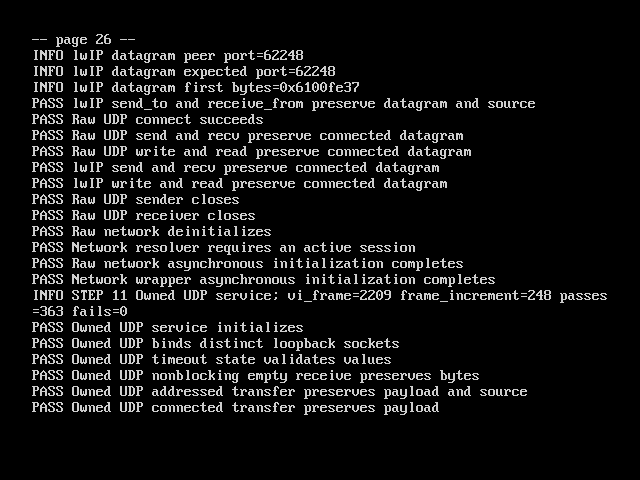 -- page 26 --
INFO lwIP datagram peer port=62248
INFO lwIP datagram expected port=62248
INFO lwIP datagram first bytes=0x6100fe37
PASS lwIP send_to and receive_from preserve datagram and source
PASS Raw UDP connect succeeds
PASS Raw UDP send and recv preserve connected datagram
PASS Raw UDP write and read preserve connected datagram
PASS lwIP send and recv preserve connected datagram
PASS lwIP write and read preserve connected datagram
PASS Raw UDP sender closes
PASS Raw UDP receiver closes
PASS Raw network deinitializes
PASS Network resolver requires an active session
PASS Raw network asynchronous initialization completes
PASS Network wrapper asynchronous initialization completes
INFO STEP 11 Owned UDP service; vi_frame=2209 frame_increment=248 passes
=363 fails=0
PASS Owned UDP service initializes
PASS Owned UDP binds distinct loopback sockets
PASS Owned UDP timeout state validates values
PASS Owned UDP nonblocking empty receive preserves bytes
PASS Owned UDP addressed transfer preserves payload and source
PASS Owned UDP connected transfer preserves payload